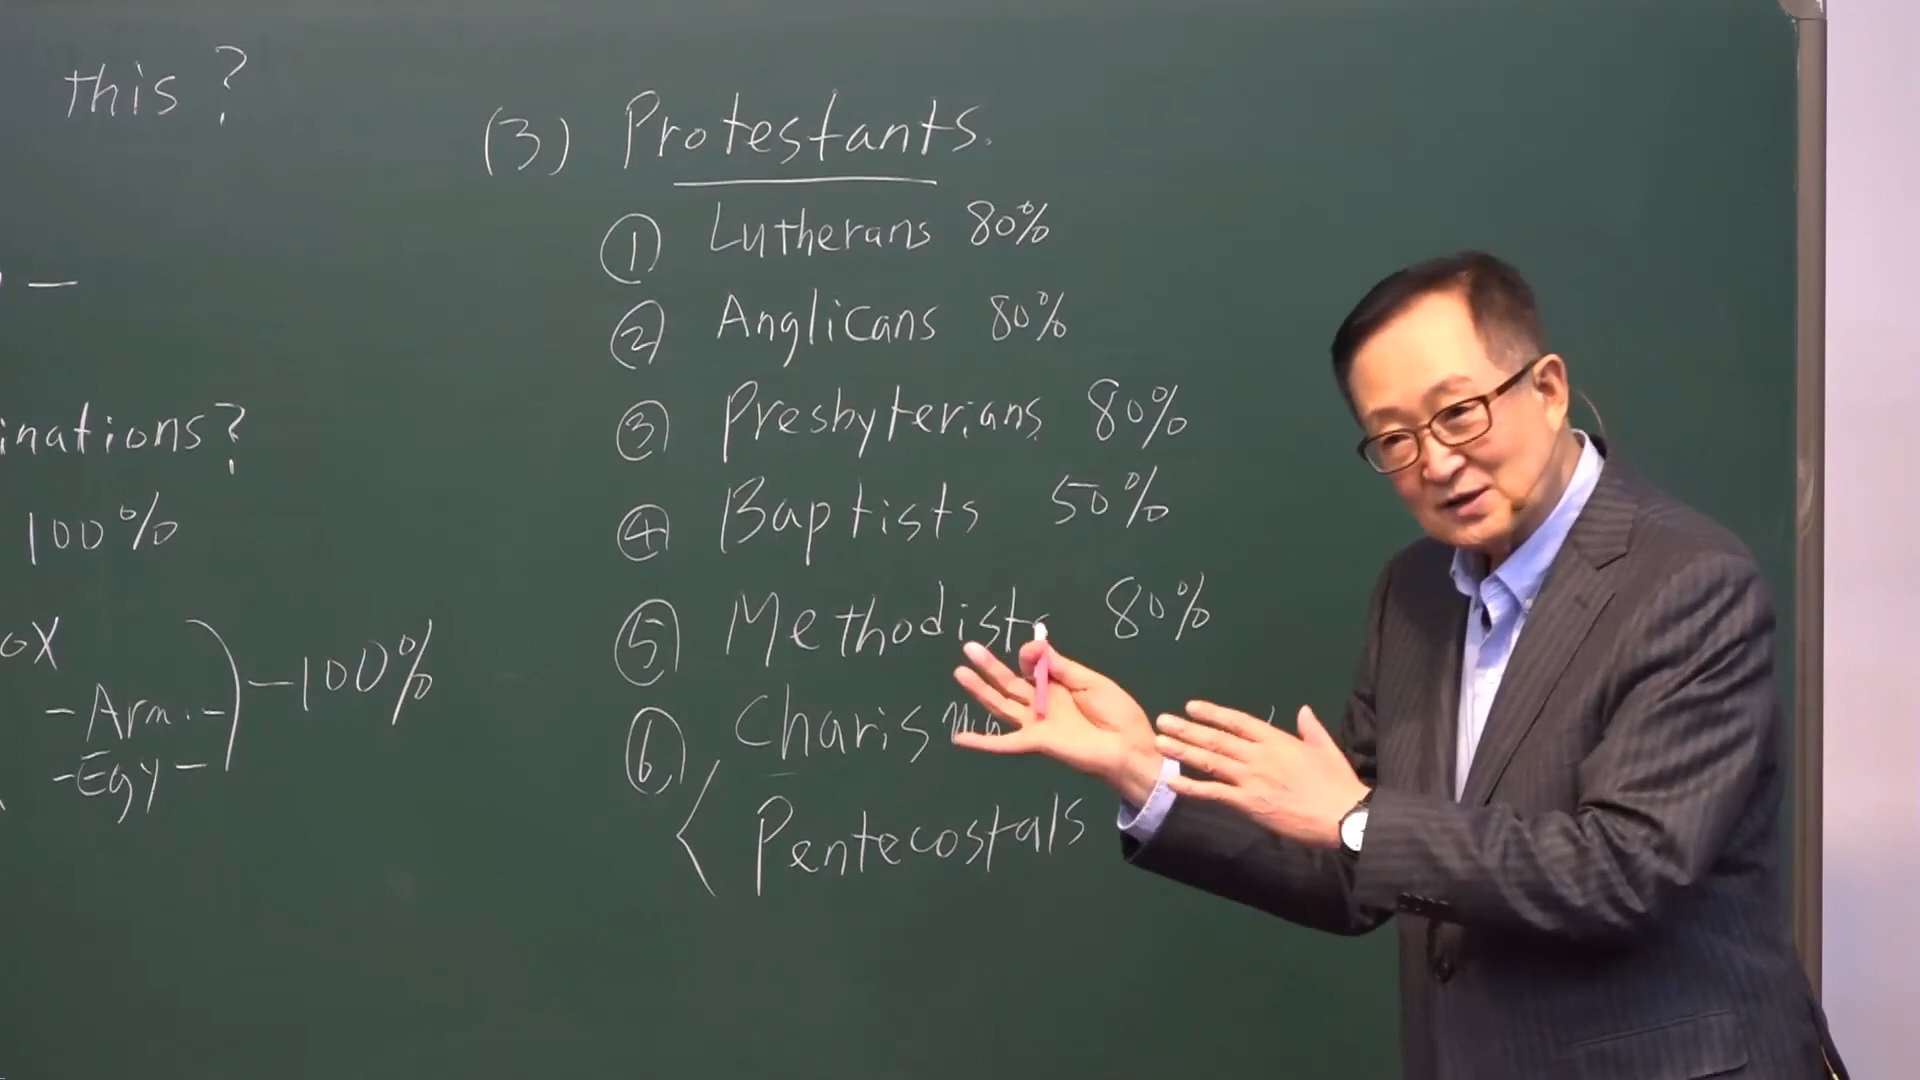 this?
—
inations?
100%
ox
-Arm.-
-Egy-
-100%
(3) Protestants.
① Lutherans 80%
② Anglicans 80%
③ Presbyterians 80%
④ Baptists 50%
⑤ Methodists 80%
⑥ Charisma
Pentecostals